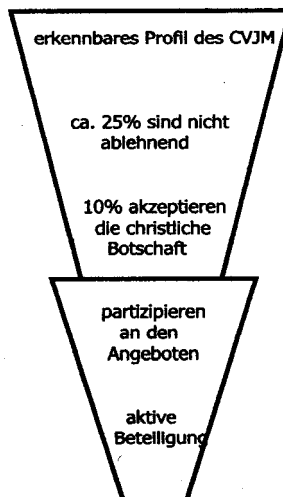 erkennbares Profil des CVJM
ca. 25% sind nicht
ablehnend
10% akzeptieren
die christliche
Botschaft
partizipieren
an den
Angeboten
aktive
Beteiligung